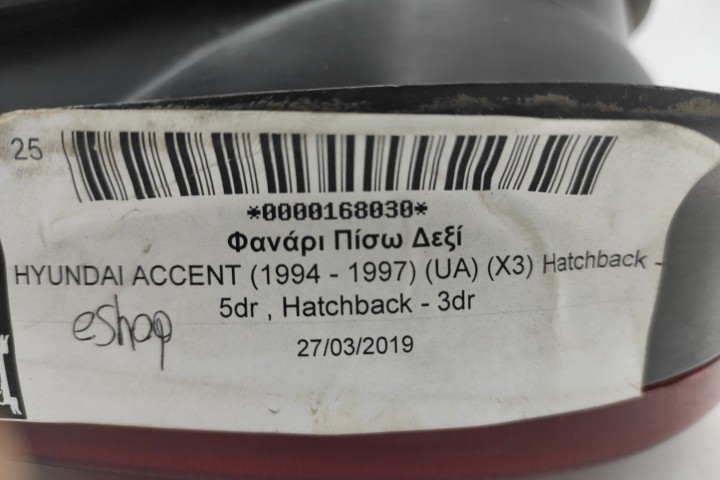 25
*0000168030*
Φανάρι Πίσω Δεξί
HYUNDAI ACCENT (1994 - 1997) (UA) (X3) Hatchback -
5dr , Hatchback - 3dr
eshop
27/03/2019